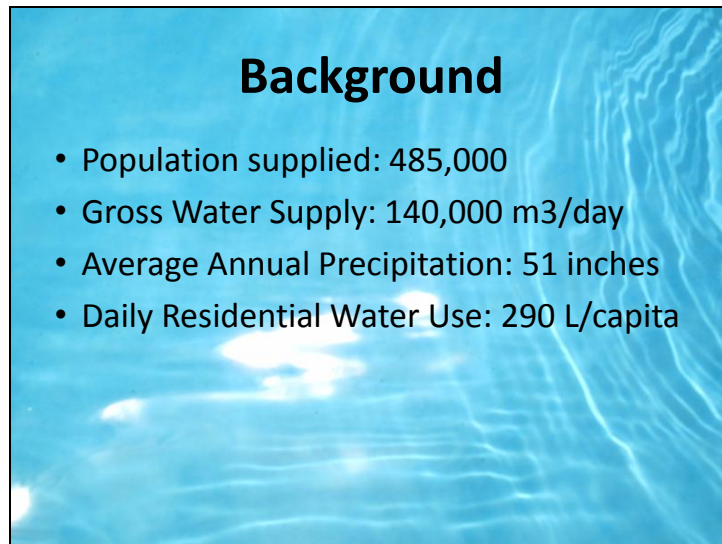 Background
• Population supplied: 485,000
• Gross Water Supply: 140,000 m3/day
• Average Annual Precipitation: 51 inches
• Daily Residential Water Use: 290 L/capita